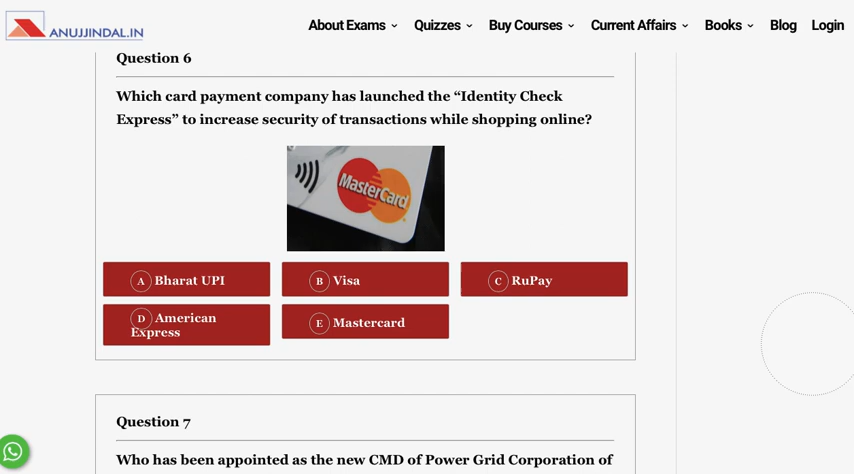 ANUJJINDAL.IN
About Exams Quizzes Buy Courses Current Affairs Books Blog Login
Question 6
Which card payment company has launched the “Identity Check
Express” to increase security of transactions while shopping online?
MasterCard
A Bharat UPI
B Visa
C RuPay
D American
Express
E Mastercard
Question 7
Who has been appointed as the new CMD of Power Grid Corporation of